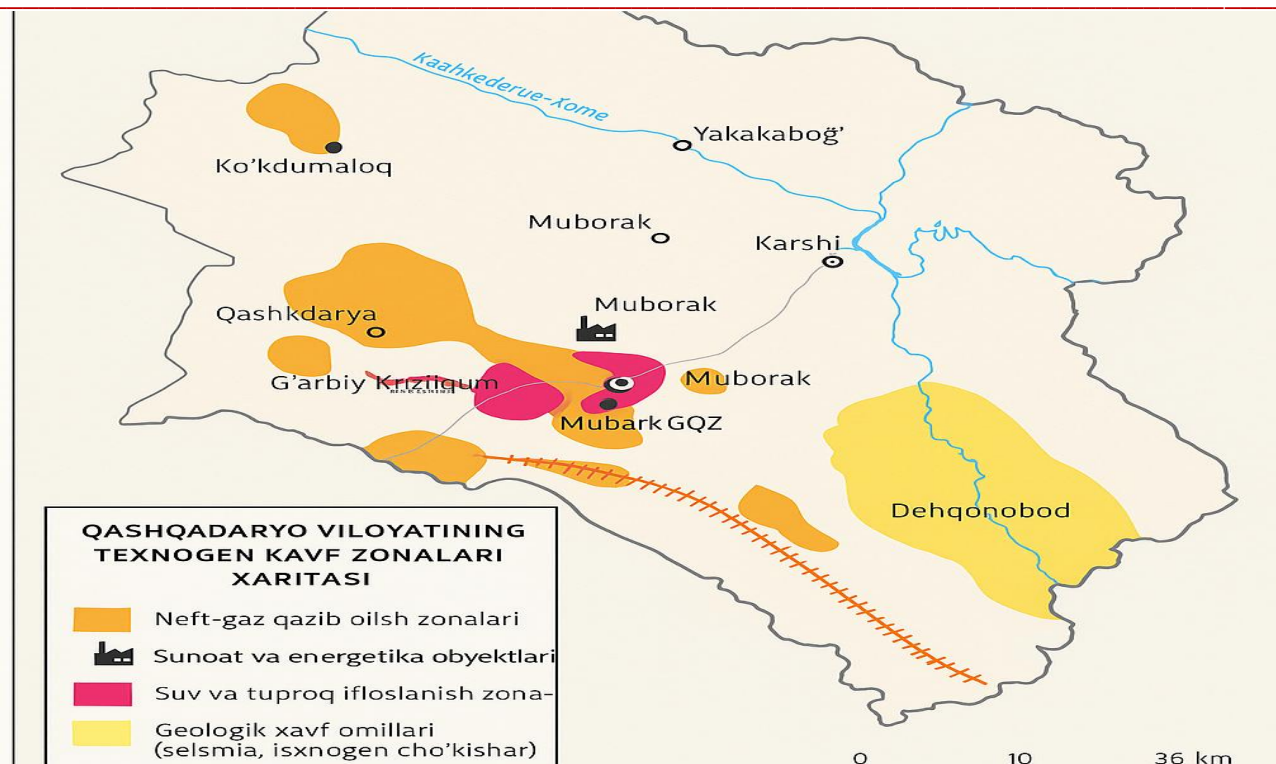 Kaahkederue-Xome
Yakakaboğ'
Ko'kdumaloq
Muborak
Karshi
Muborak
Qashkdarya
G'arbiy Kriziiqum
Muborak
Mubark GQZ
Dehqonobod
QASHQADARYO VILOYATINING
TEXNOGEN KAVF ZONALARI
XARITASI
Neft-gaz qazib oilsh zonalari
Sunoat va energetika obyektlari
Suv va tuproq ifloslanish zona-
Geologik xavf omillari
(selsmia, isxnogen cho'kishar)
0 10 36 km